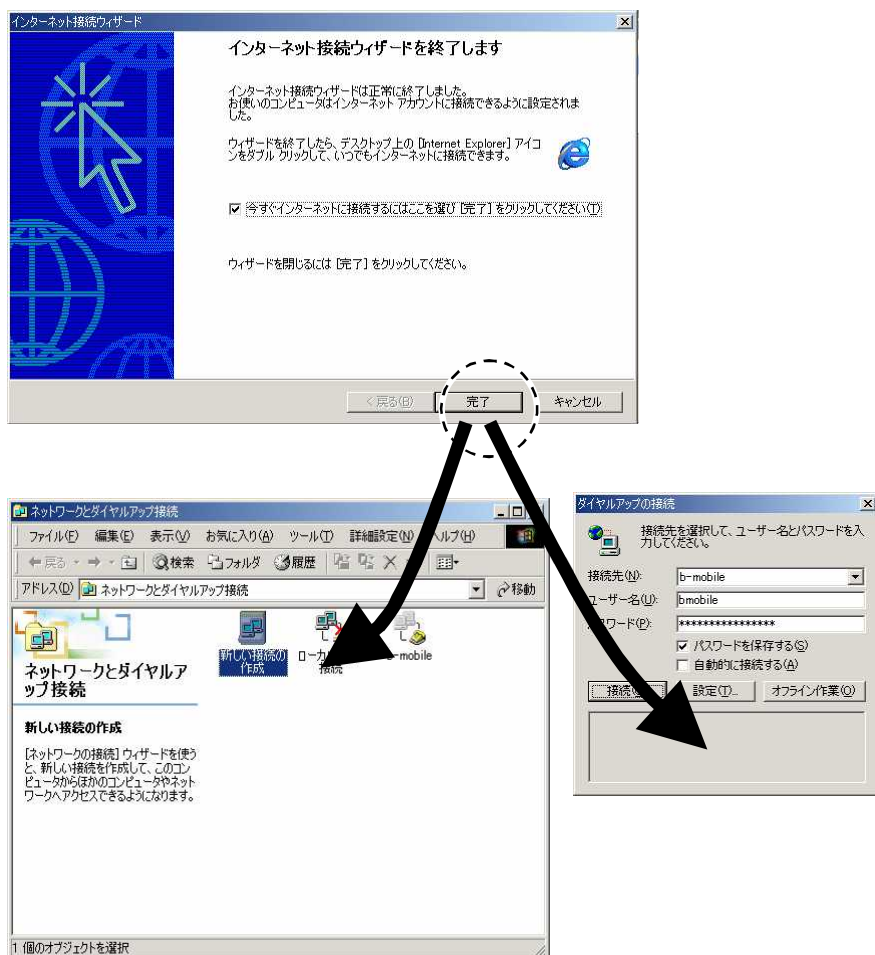 インターネット接続ウィザード
インターネット接続ウィザードを終了します
インターネット接続ウィザードは正常に終了しました。
お使いのコンピュータはインターネット アカウントに接続できるように設定されま
した。
ウィザードを終了したら、デスクトップ上の [Internet Explorer] アイコ
ンをダブル クリックして、いつでもインターネットに接続できます。
今すぐインターネットに接続するにはここを選び [完了] をクリックしてください(T)
ウィザードを閉じるには [完了] をクリックしてください。
< 戻る(B)
完了
キャンセル
ネットワークとダイヤルアップ接続
ファイル(F) 編集(E) 表示(V) お気に入り(A) ツール(T) 詳細設定(N) ヘルプ(H)
戻る 検索 フォルダ 履歴
アドレス(D) ネットワークとダイヤルアップ接続 移動
ネットワークとダイヤルア
ップ接続
新しい接続の作成
[ネットワークの接続] ウィザードを使う
と、新しい接続を作成して、このコン
ピュータからほかのコンピュータやネット
ワークへアクセスできるようになります。
新しい接続の
作成
ローカ
接続
-mobile
1 個のオブジェクトを選択
ダイヤルアップの接続
接続先を選択して、ユーザー名とパスワードを入
力してください。
接続先(N): b-mobile
ユーザー名(U): bmobile
スワード(P): ****************
パスワードを保存する(S)
自動的に接続する(A)
接続
設定(T)...
オフライン作業(O)